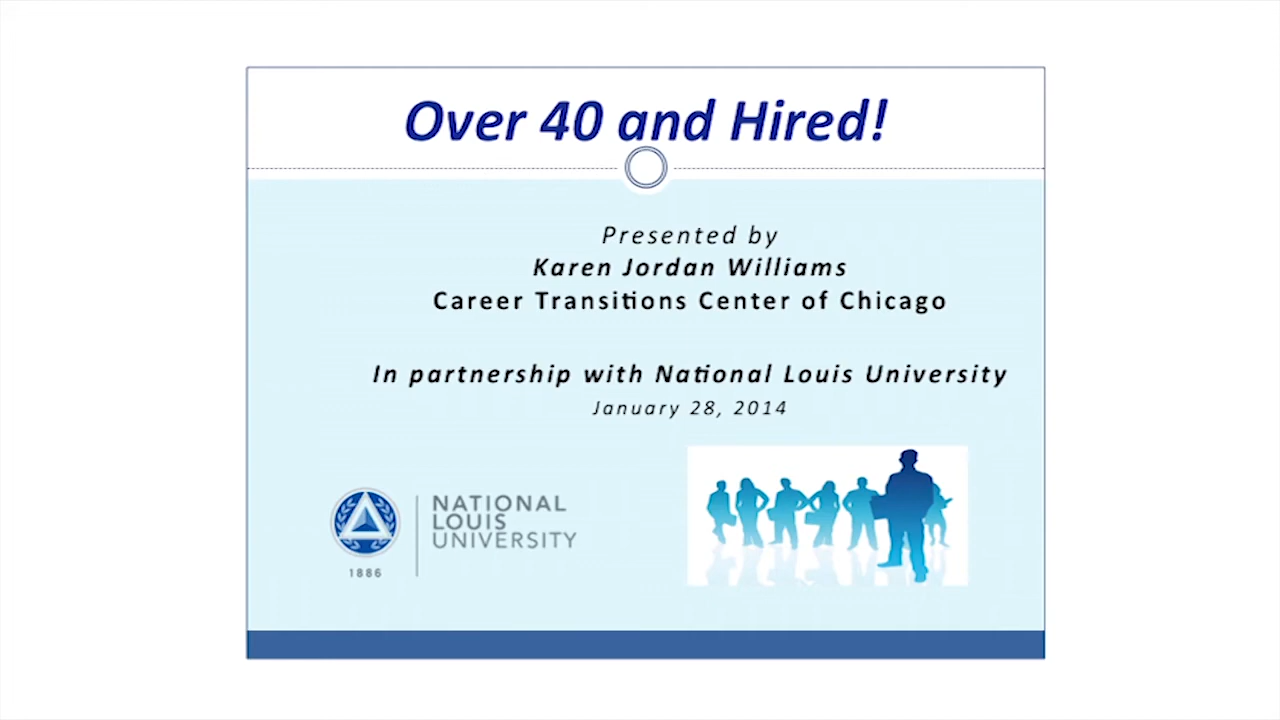 Over 40 and Hired!
Presented by
Karen Jordan Williams
Career Transitions Center of Chicago
In partnership with National Louis University
January 28, 2014
NATIONAL
LOUIS
UNIVERSITY
1886